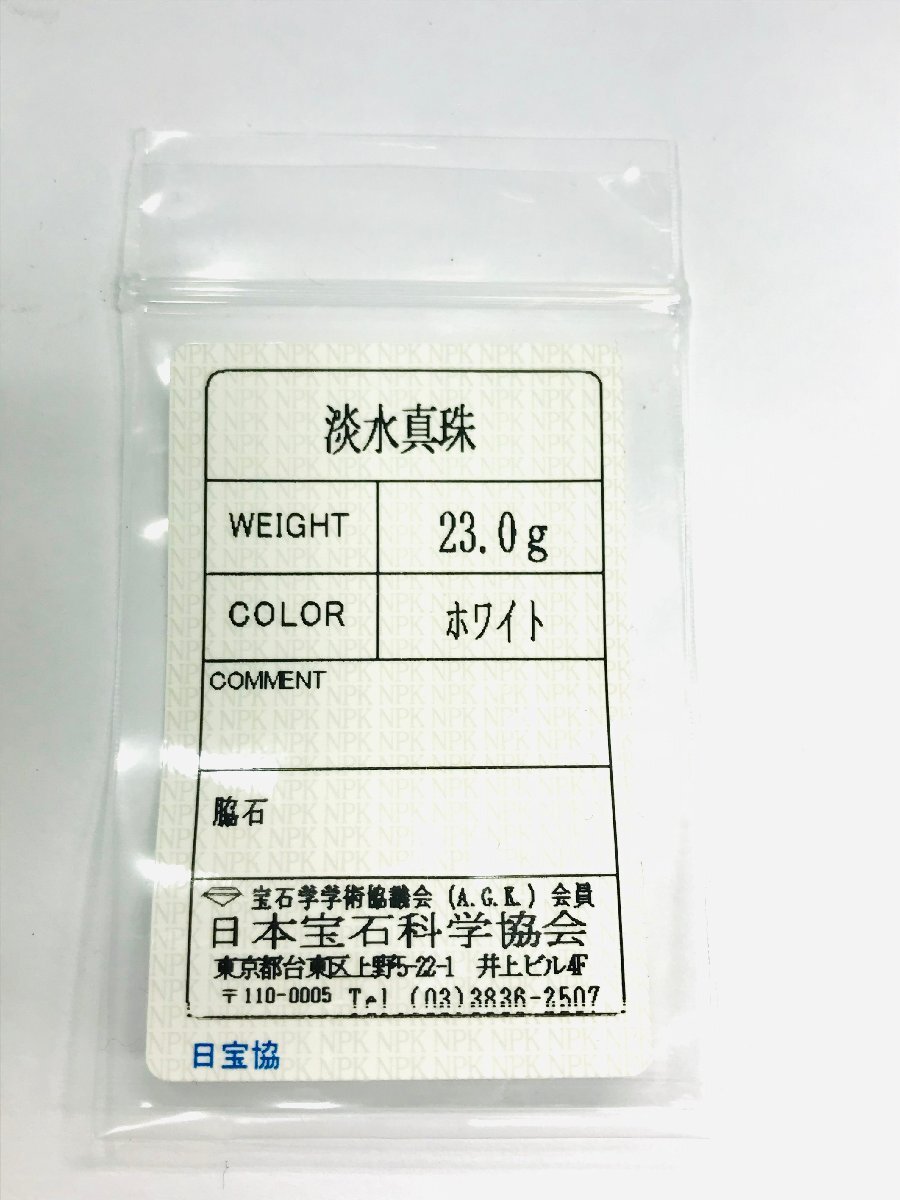 淡水真珠
WEIGHT 23.0g
COLOR ホワイト
COMMENT
脇石
宝石学学術協議会 (A.G.K.) 会員
日本宝石科学協会
東京都台東区上野5-22-1 井上ビル4F
〒110-0005 Tel (03)3836-2507
日宝協